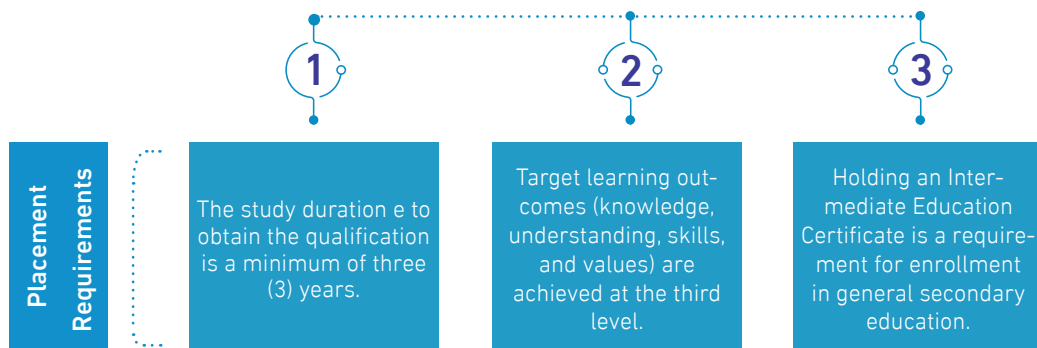 1
2
3
Placement
Requirements
The study duration e to
obtain the qualification
is a minimum of three
(3) years.
Target learning out-
comes (knowledge,
understanding, skills,
and values) are
achieved at the third
level.
Holding an Inter-
mediate Education
Certificate is a require-
ment for enrollment
in general secondary
education.